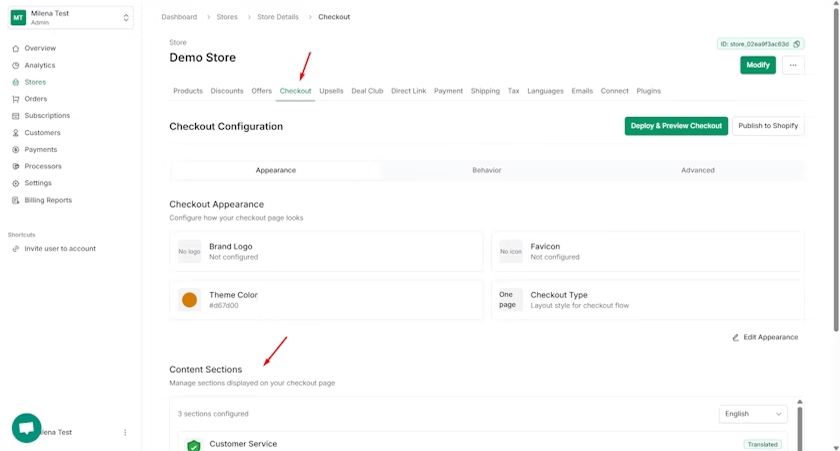 MT
Milena Test
Admin
Overview
Analytics
Stores
Orders
Subscriptions
Customers
Payments
Processors
Settings
Billing Reports
Shortcuts
Invite user to account
lena Test
Dashboard > Stores > Store Details > Checkout
Store
Demo Store
ID: store_02ea9f3ac63d
Modify
...
Products Discounts Offers Checkout Upsells Deal Club Direct Link Payment Shipping Tax Languages Emails Connect Plugins
Checkout Configuration
Deploy & Preview Checkout
Publish to Shopify
Appearance Behavior Advanced
Checkout Appearance
Configure how your checkout page looks
No logo
Brand Logo
Not configured
No icon
Favicon
Not configured
Theme Color
#d67d00
One
page
Checkout Type
Layout style for checkout flow
Edit Appearance
Content Sections
Manage sections displayed on your checkout page
3 sections configured
English
Customer Service
Translated